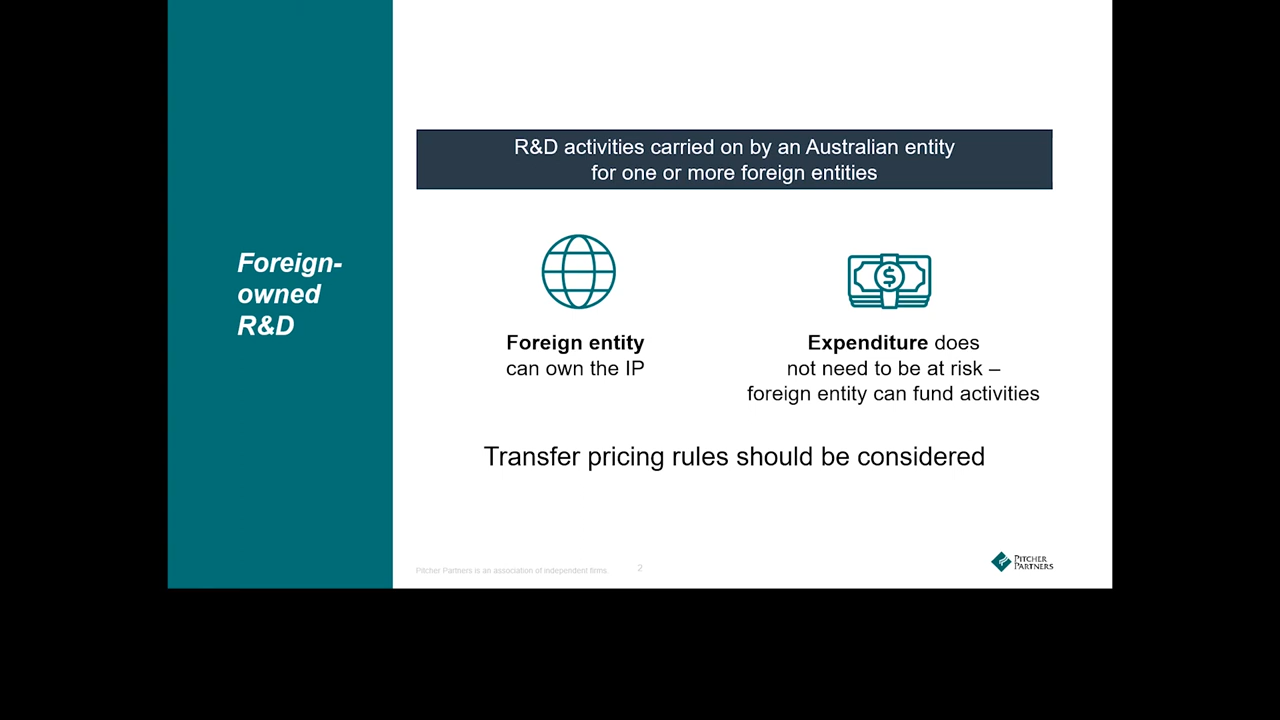 R&D activities carried on by an Australian entity
for one or more foreign entities
Foreign-
owned
R&D
$
Foreign entity
can own the IP
Expenditure does
not need to be at risk –
foreign entity can fund activities
Transfer pricing rules should be considered
Pitcher Partners is an association of independent firms
2
PITCHER
PARTNERS